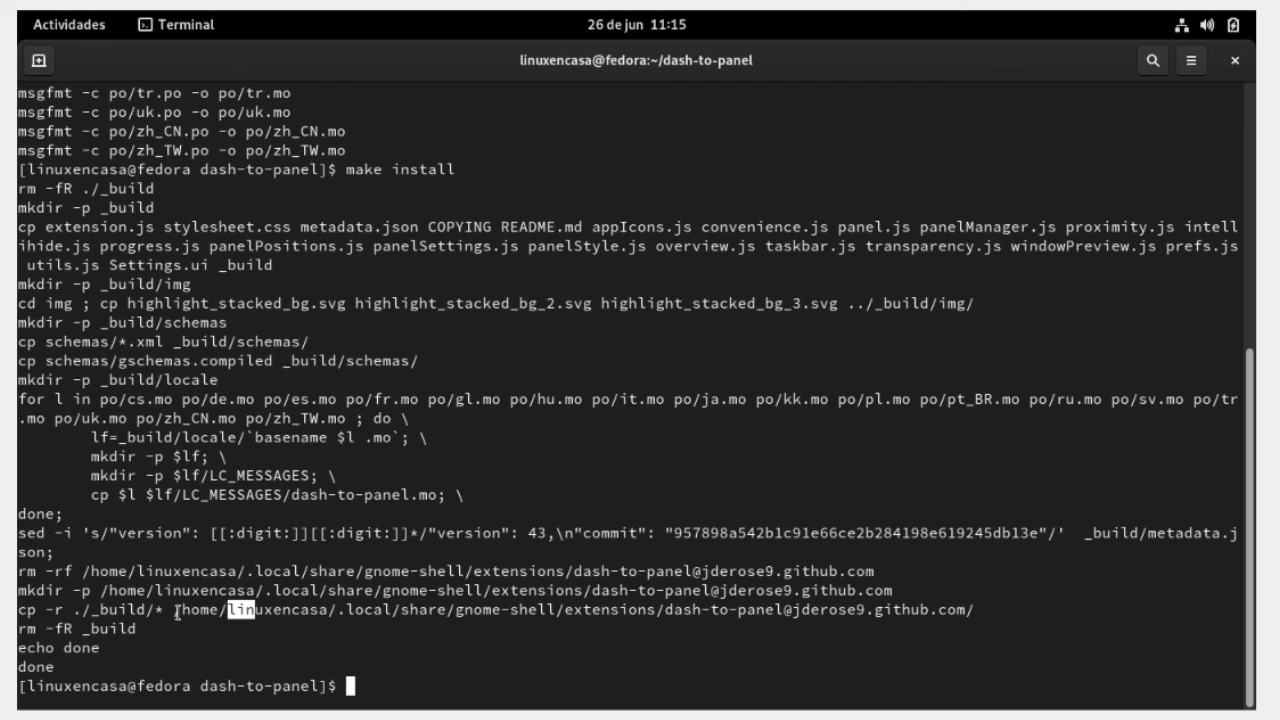 Actividades Terminal 26 de jun 11:15
linuxencasa@fedora:~/dash-to-panel
msgfmt -c po/tr.po -o po/tr.mo
msgfmt -c po/uk.po -o po/uk.mo
msgfmt -c po/zh_CN.po -o po/zh_CN.mo
msgfmt -c po/zh_TW.po -o po/zh_TW.mo
[linuxencasa@fedora dash-to-panel]$ make install
rm -fR ./_build
mkdir -p _build
cp extension.js stylesheet.css metadata.json COPYING README.md appIcons.js convenience.js panel.js panelManager.js proximity.js intell
ihide.js progress.js panelPositions.js panelSettings.js panelStyle.js overview.js taskbar.js transparency.js windowPreview.js prefs.js
 utils.js Settings.ui _build
mkdir -p _build/img
cd img ; cp highlight_stacked_bg.svg highlight_stacked_bg_2.svg highlight_stacked_bg_3.svg ../_build/img/
mkdir -p _build/schemas
cp schemas/*.xml _build/schemas/
cp schemas/gschemas.compiled _build/schemas/
mkdir -p _build/locale
for l in po/cs.mo po/de.mo po/es.mo po/fr.mo po/gl.mo po/hu.mo po/it.mo po/ja.mo po/kk.mo po/pl.mo po/pt_BR.mo po/ru.mo po/sv.mo po/tr
.mo po/uk.mo po/zh_CN.mo po/zh_TW.mo ; do \
        lf=_build/locale/`basename $l .mo`; \
        mkdir -p $lf; \
        mkdir -p $lf/LC_MESSAGES; \
        cp $l $lf/LC_MESSAGES/dash-to-panel.mo; \
done;
sed -i 's/"version": [[:digit:]][[:digit:]]*/"version": 43,\n"commit": "957898a542b1c91e66ce2b284198e619245db13e"/'  _build/metadata.j
son;
rm -rf /home/linuxencasa/.local/share/gnome-shell/extensions/dash-to-panel@jderose9.github.com
mkdir -p /home/linuxencasa/.local/share/gnome-shell/extensions/dash-to-panel@jderose9.github.com
cp -r ./_build/* /home/linuxencasa/.local/share/gnome-shell/extensions/dash-to-panel@jderose9.github.com/
rm -fR _build
echo done
done
[linuxencasa@fedora dash-to-panel]$